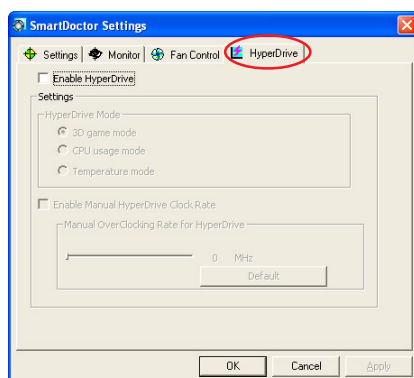 SmartDoctor Settings
Settings Monitor Fan Control HyperDrive
Enable HyperDrive
Settings
HyperDrive Mode
3D game mode
CPU usage mode
Temperature mode
Enable Manual HyperDrive Clock Rate
Manual OverClocking Rate for HyperDrive
0 MHz
Default
OK Cancel Apply